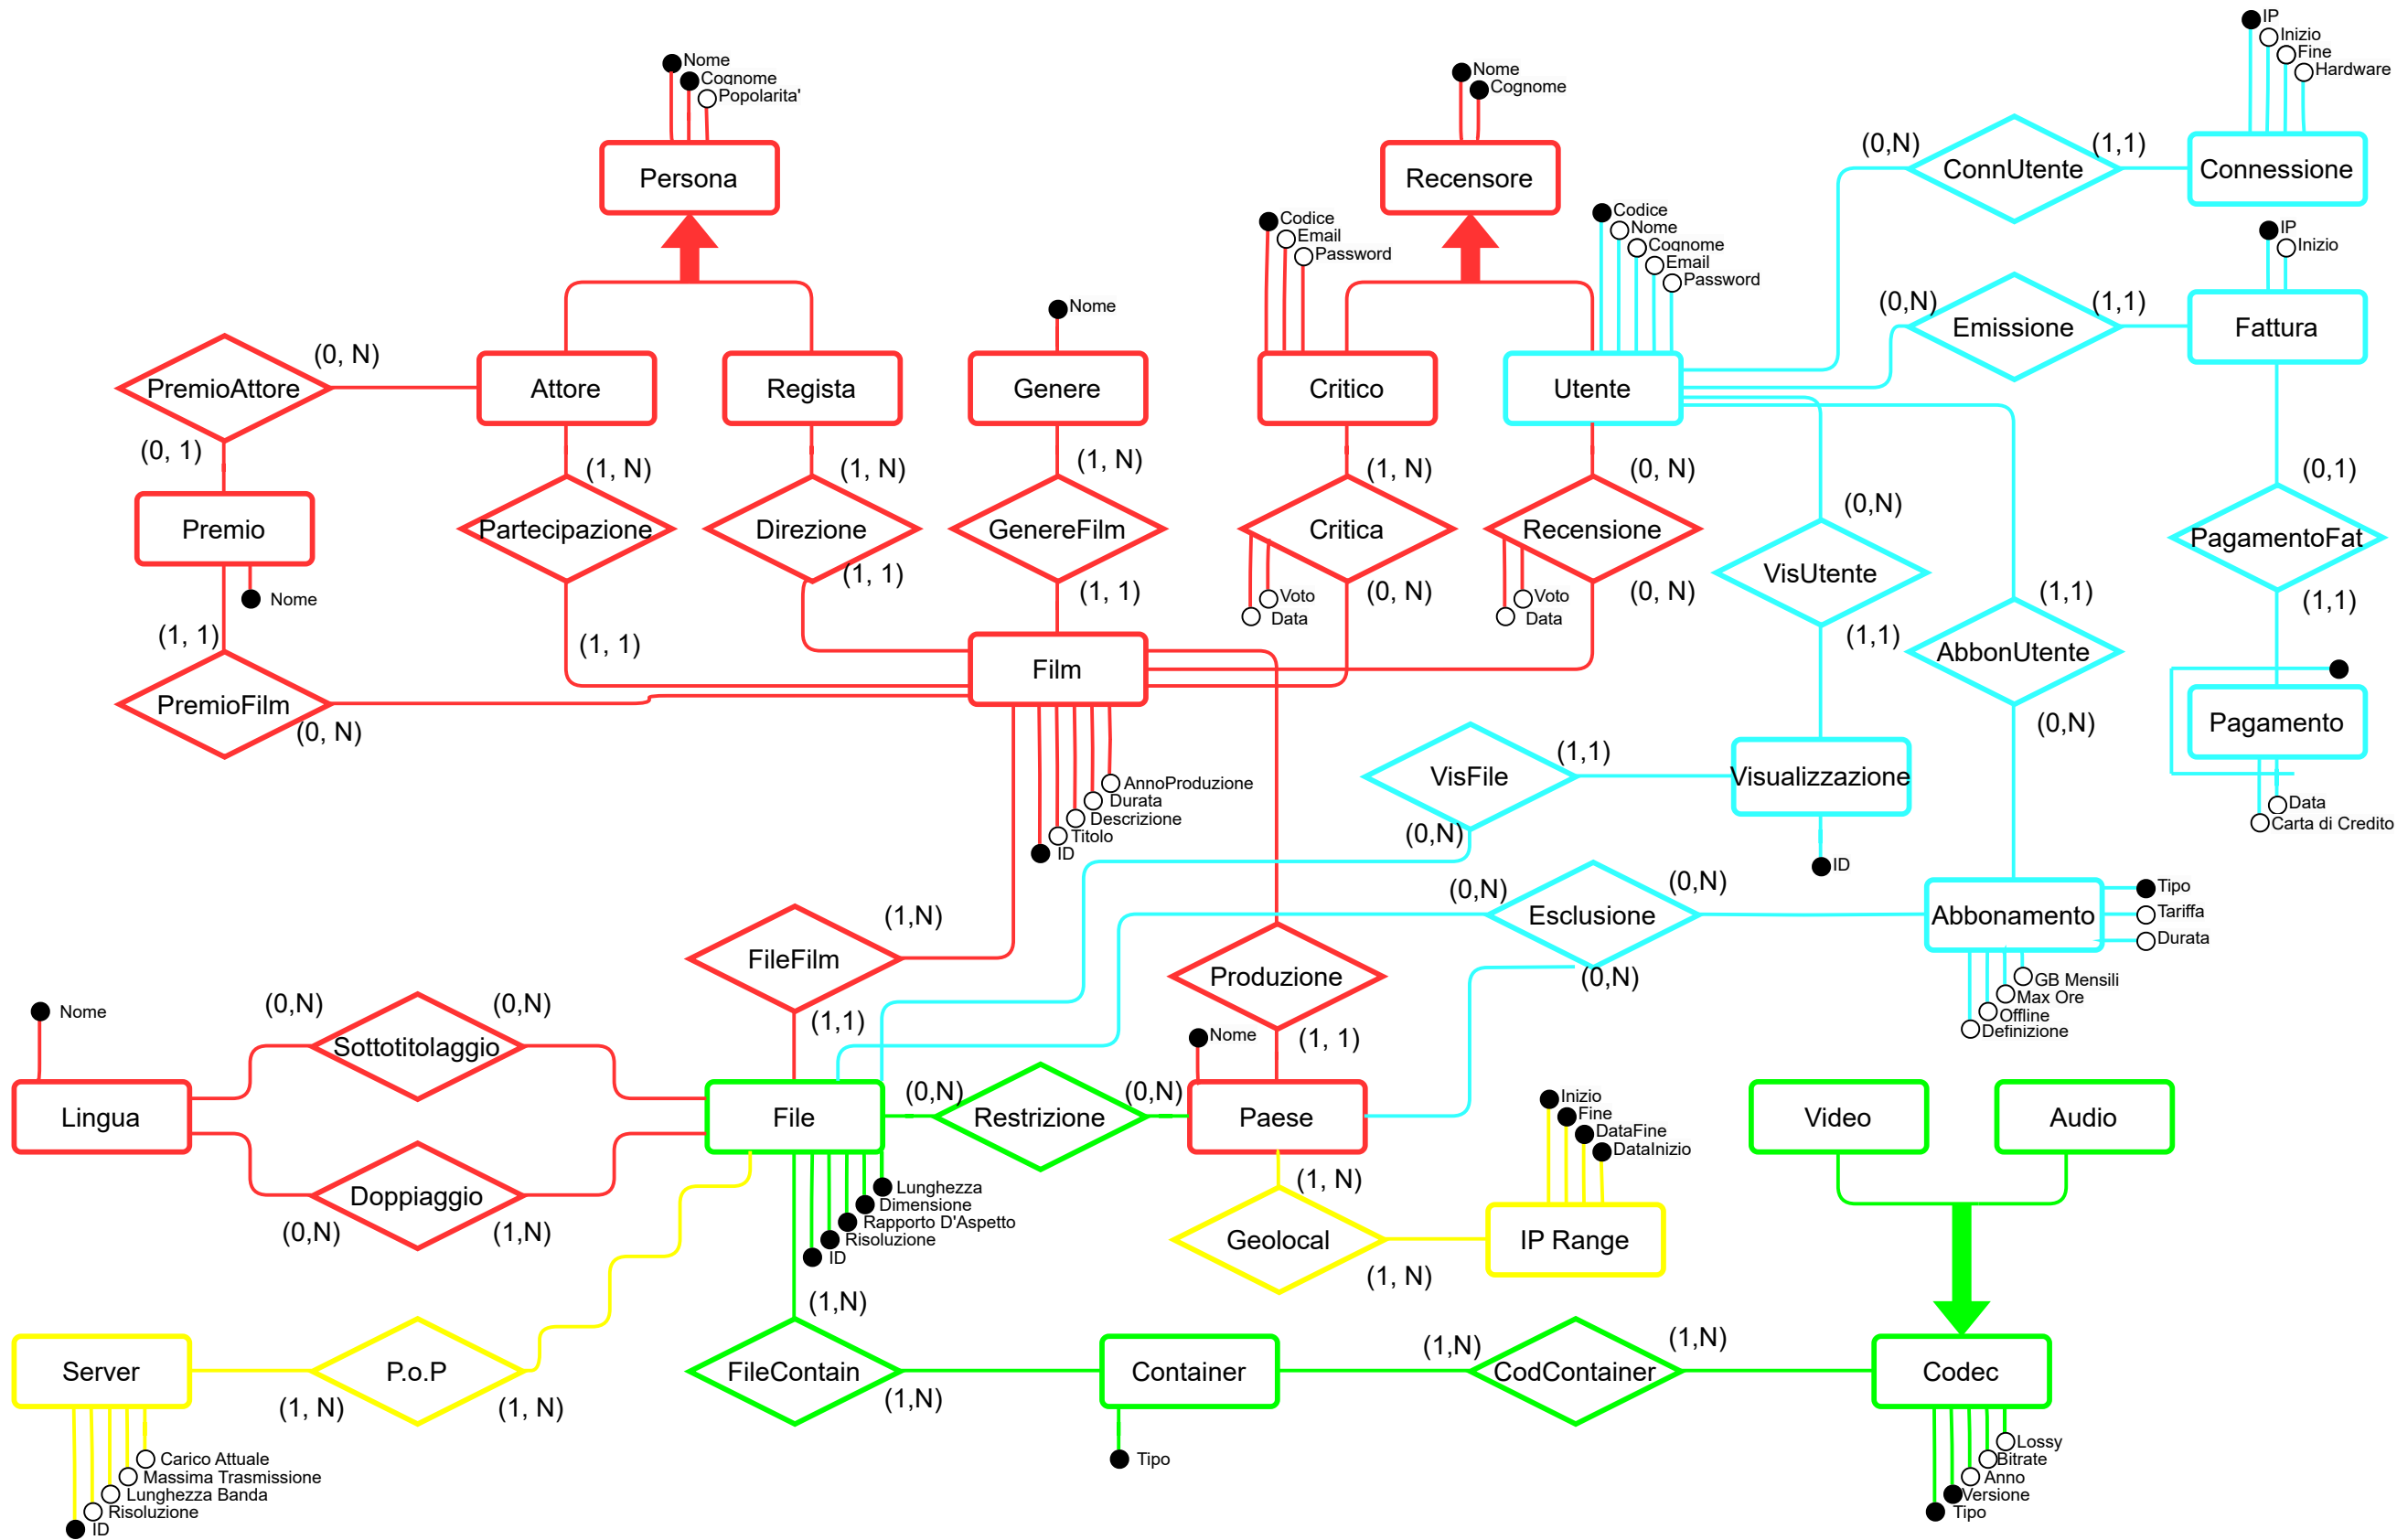 IP
Inizio
Fine
Hardware
Nome
Cognome
Popolarita'
Nome
Cognome
Persona
Recensore
(0,N)
ConnUtente
(1,1)
Connessione
Codice
Email
Password
Codice
Nome
Cognome
Email
Password
IP
Inizio
Nome
(0,N)
Emissione
(1,1)
Fattura
(0, N)
PremioAttore
Attore
Regista
Genere
Critico
Utente
(0, 1)
(1, N)
(1, N)
(1, N)
(1, N)
(0, N)
(0,N)
(0,1)
Premio
Partecipazione
Direzione
GenereFilm
Critica
Recensione
VisUtente
PagamentoFat
Nome
(1, 1)
(1, 1)
(0, N)
(0, N)
Voto
Data
Voto
Data
(1,1)
(1,1)
(1, 1)
(1, 1)
(1,1)
AbbonUtente
Film
PremioFilm
(0, N)
(0,N)
Pagamento
VisFile
(1,1)
Visualizzazione
AnnoProduzione
Durata
Descrizione
Titolo
ID
(0,N)
Data
Carta di Credito
ID
(1,N)
(0,N)
(0,N)
Esclusione
Abbonamento
Tipo
Tariffa
Durata
FileFilm
Produzione
(0,N)
GB Mensili
Max Ore
Offline
Definizione
Nome
(0,N)
(0,N)
Sottotitolaggio
(1,1)
Nome
(1, 1)
Lingua
File
(0,N)
Restrizione
(0,N)
Paese
Inizio
Fine
DataFine
DataInizio
Video
Audio
Doppiaggio
(0,N)
(1,N)
Lunghezza
Dimensione
Rapporto D'Aspetto
Risoluzione
ID
(1, N)
Geolocal
(1, N)
IP Range
(1,N)
(1,N)
(1,N)
Server
P.o.P
FileContain
Container
CodContainer
Codec
(1, N)
(1, N)
(1,N)
Carico Attuale
Massima Trasmissione
Lunghezza Banda
Risoluzione
ID
Tipo
Lossy
Bitrate
Anno
Versione
Tipo